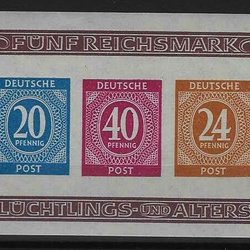 FÜNF REICHSMARK
DEUTSCHE DEUTSCHE DEUTSCHE
20 40 24
PFENNIG PFENNIG PFENNIG
POST POST POST
LÜCHTLINGS- UND ALTERS